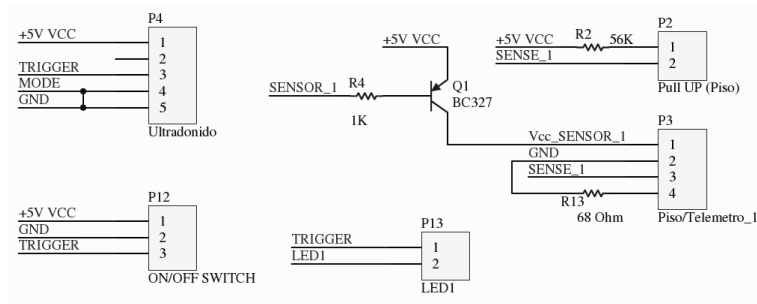 P4
+5V VCC 1
2
TRIGGER 3
MODE 4
GND 5
Ultradonido
+5V VCC
SENSOR_1 R4
1K
Q1
BC327
P2
+5V VCC R2 56K 1
SENSE_1 2
Pull UP (Piso)
P3
Vcc_SENSOR_1 1
GND 2
SENSE_1 3
R13 4
68 Ohm
Piso/Telemetro_1
P12
+5V VCC 1
GND 2
TRIGGER 3
ON/OFF SWITCH
P13
TRIGGER 1
LED1 2
LED1